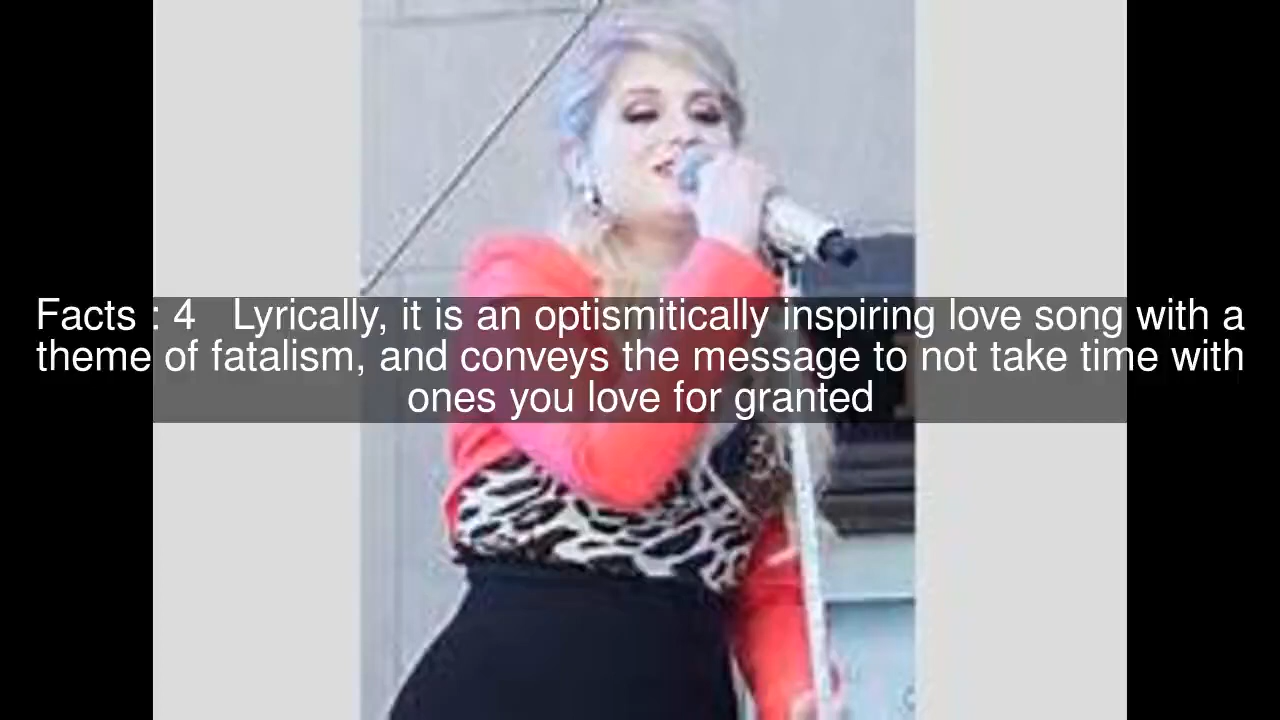 Facts : 4 Lyrically, it is an optismitically inspiring love song with a
theme of fatalism, and conveys the message to not take time with
ones you love for granted